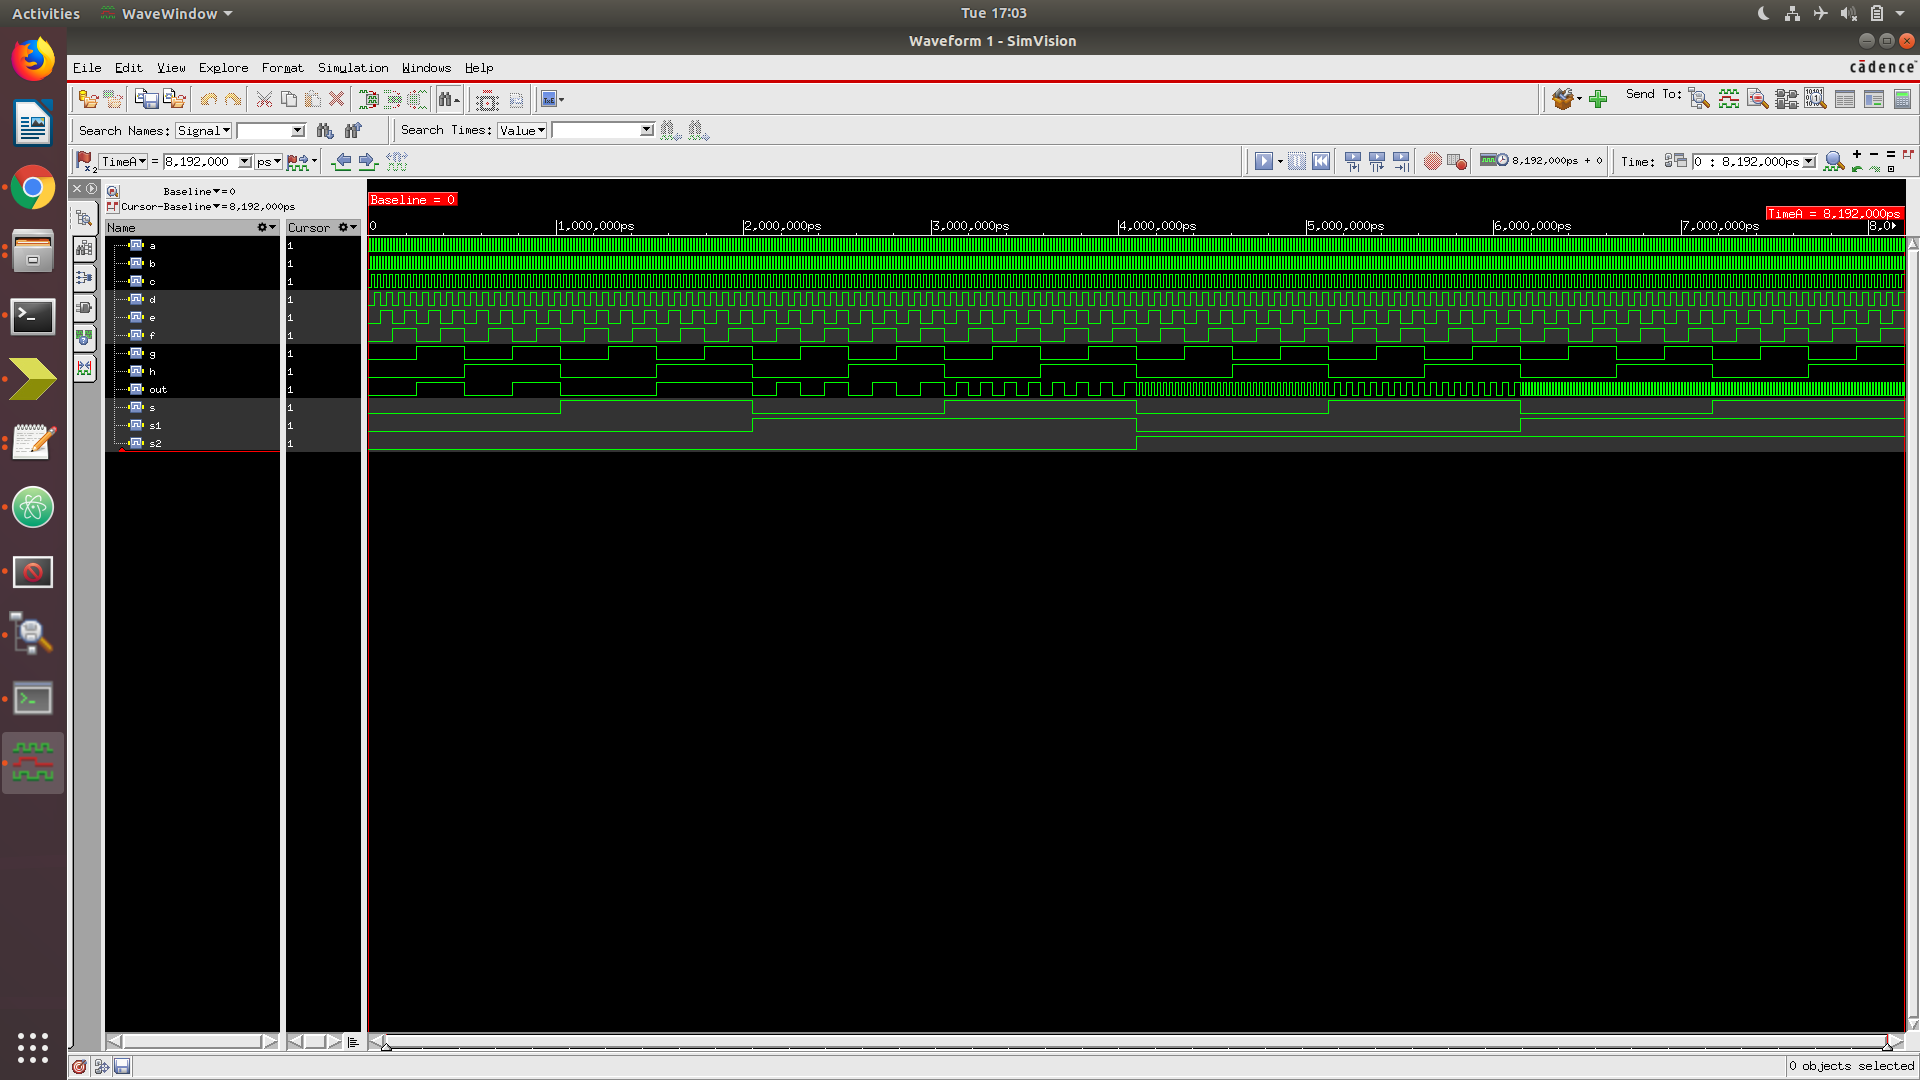 Activities WaveWindow Tue 17:03
Waveform 1 - SimVision
File Edit View Explore Format Simulation Windows Help cādence
Send To:
Search Names: Signal Search Times: Value
TimeA = 8,192,000 ps 8,192,000ps + 0 Time: 0 : 8,192,000ps
Baseline = 0
Cursor-Baseline = 8,192,000ps
Baseline = 0
TimeA = 8,192,000ps
Name Cursor
0 1,000,000ps 2,000,000ps 3,000,000ps 4,000,000ps 5,000,000ps 6,000,000ps 7,000,000ps 8,0
a 1
b 1
c 1
d 1
e 1
f 1
g 1
h 1
out 1
s 1
s1 1
s2 1
0 objects selected